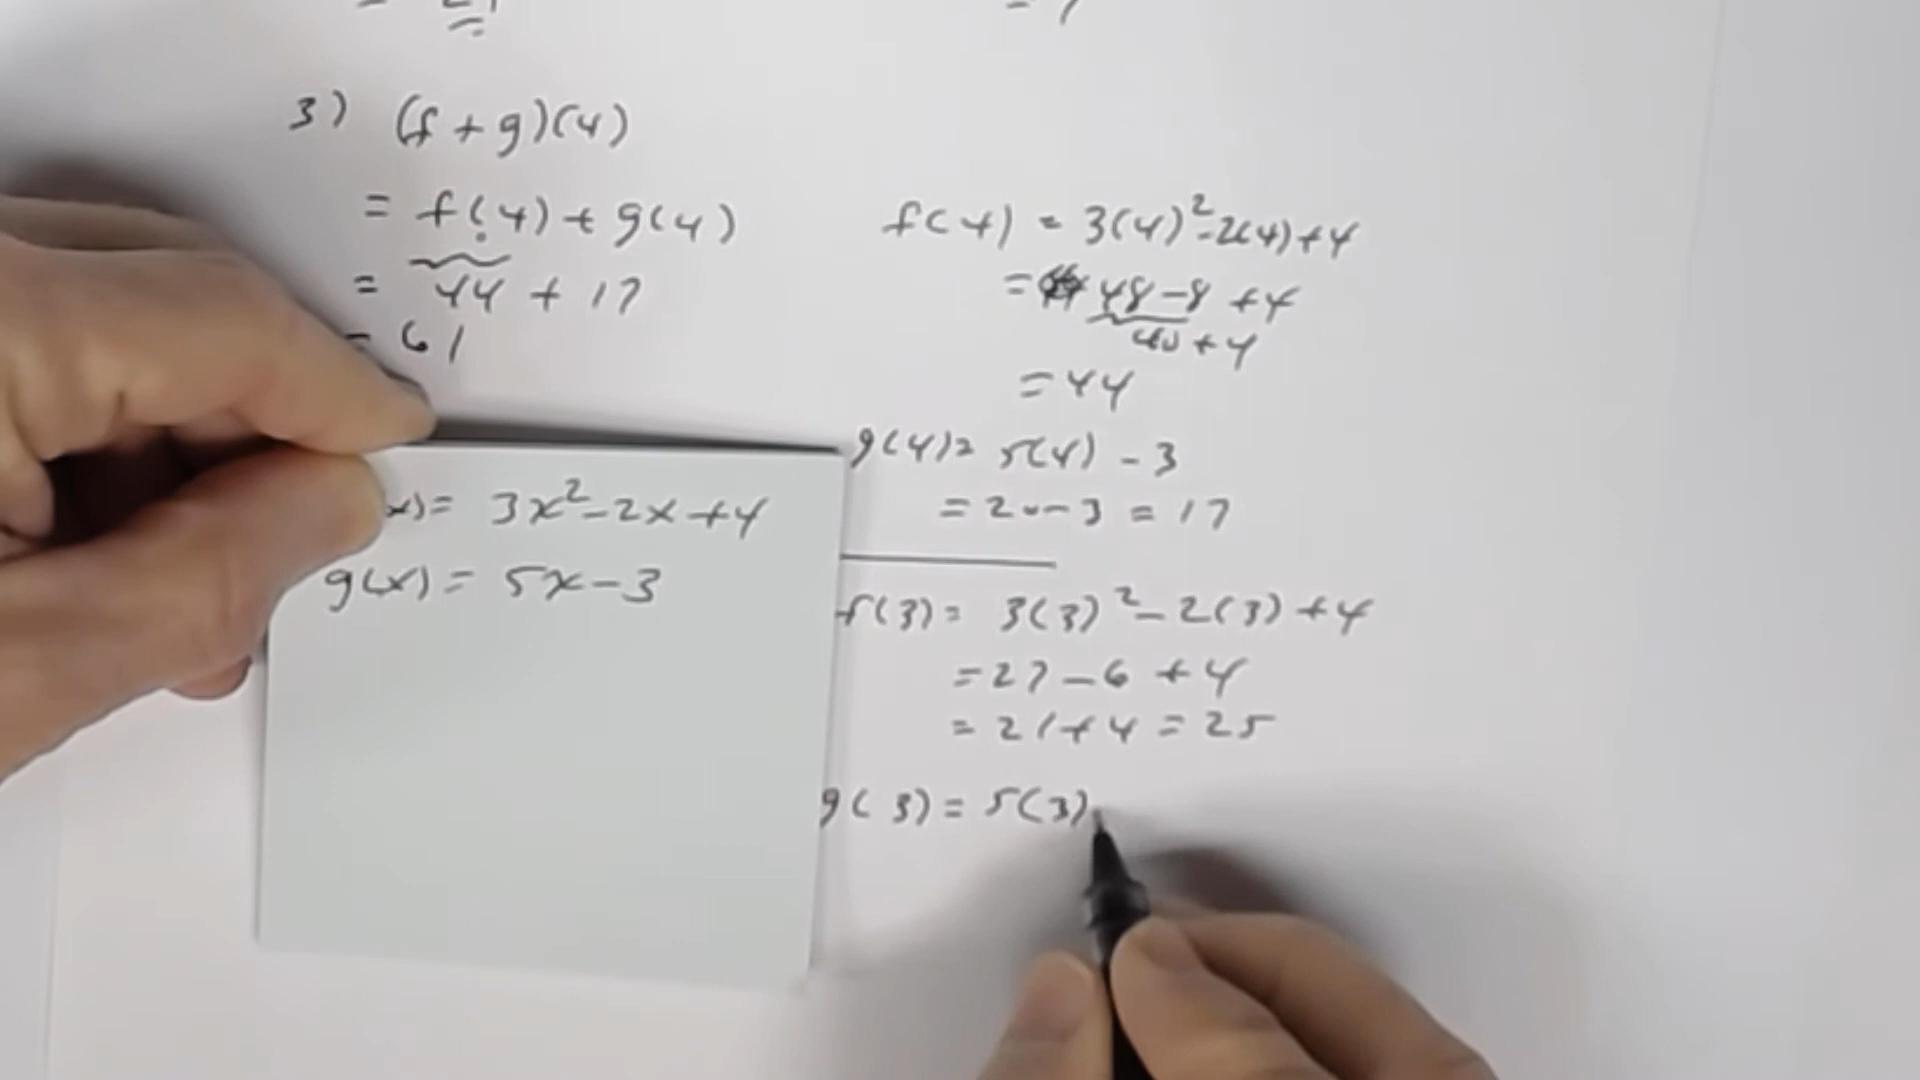 3) (f + g)(4)
= f(4) + g(4)
= 44 + 17
= 61
f(4) = 3(4)²-2(4)+4
= 48-8 +4
40+4
= 44
g(4)= 5(4) - 3
= 20-3 = 17
(x)= 3x²-2x+4
g(x)= 5x-3
f(3)= 3(3)²-2(3)+4
=27-6 +4
= 21+4 = 25
g(3)= 5(3)